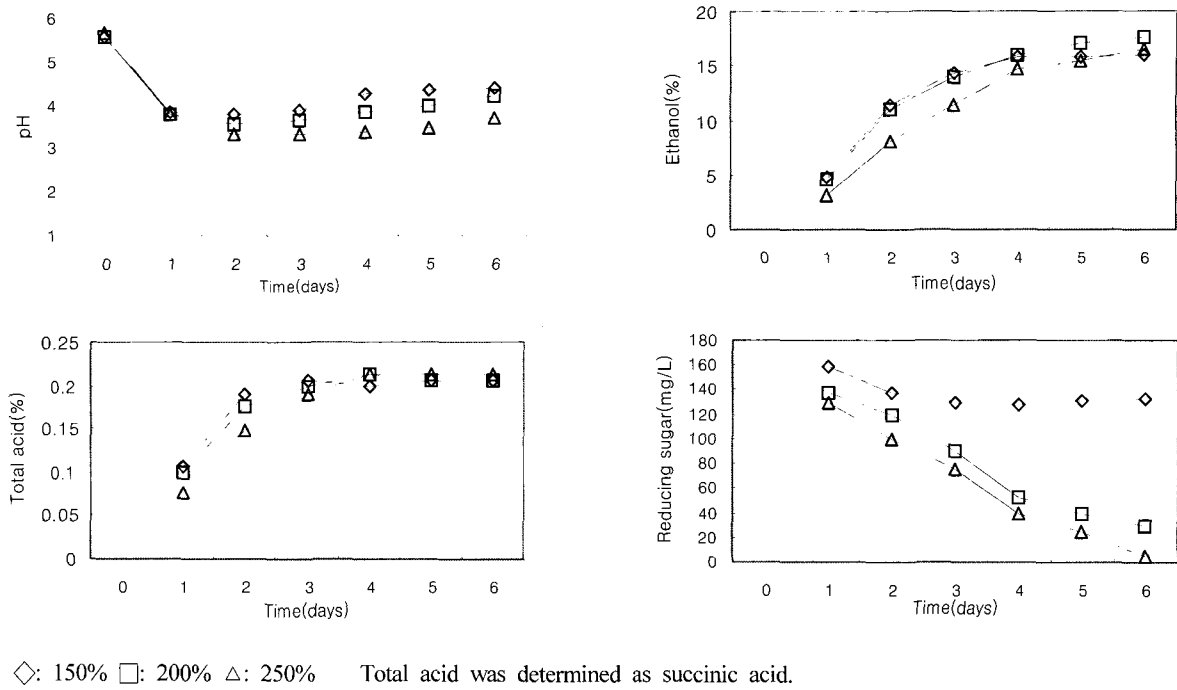 6
5
4
3
2
1
pH
0 1 2 3 4 5 6
Time(days)
20
15
10
5
0
Ethanol(%)
0 1 2 3 4 5 6
Time(days)
0.25
0.2
0.15
0.1
0.05
0
Total acid(%)
0 1 2 3 4 5 6
Time(days)
180
160
140
120
100
80
60
40
20
0
Reducing sugar(mg/L)
0 1 2 3 4 5 6
Time(days)
◇: 150% □: 200% △: 250% Total acid was determined as succinic acid.